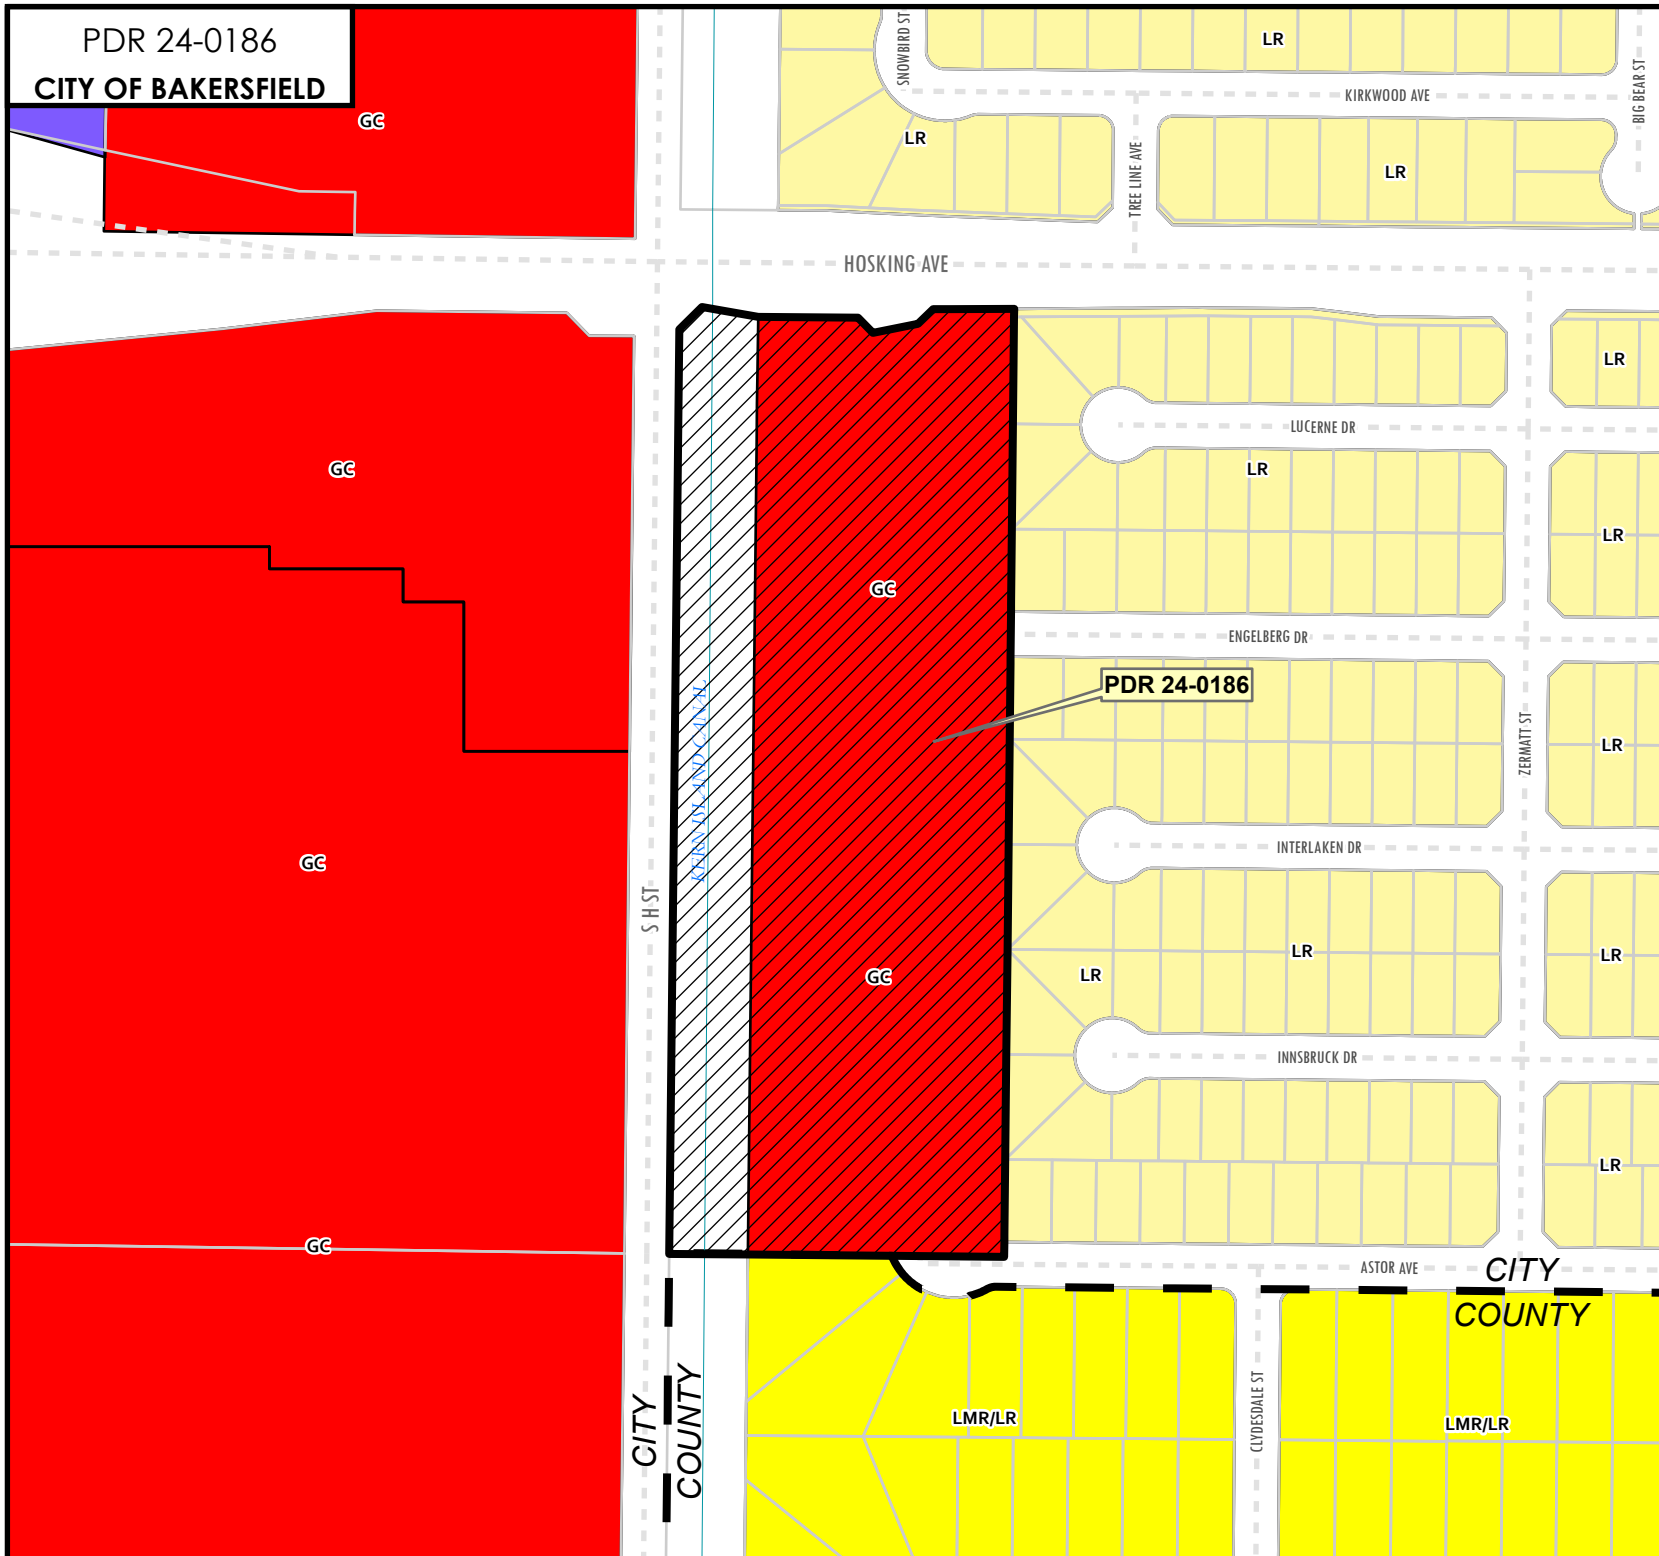 PDR 24-0186
CITY OF BAKERSFIELD
SNOWBIRD ST
LR
KIRKWOOD AVE
BIG BEAR ST
GC
LR
TREE LINE AVE
LR
HOSKING AVE
LR
LUCERNE DR
GC
LR
LR
GC
ENGELBERG DR
PDR 24-0186
KERN ISLAND CANAL
ZERMATT ST
LR
INTERLAKEN DR
GC
S H ST
LR
LR
GC
LR
INNSBRUCK DR
LR
GC
ASTOR AVE
CITY
COUNTY
CITY
COUNTY
CLYDESDALE ST
LMR/LR
LMR/LR